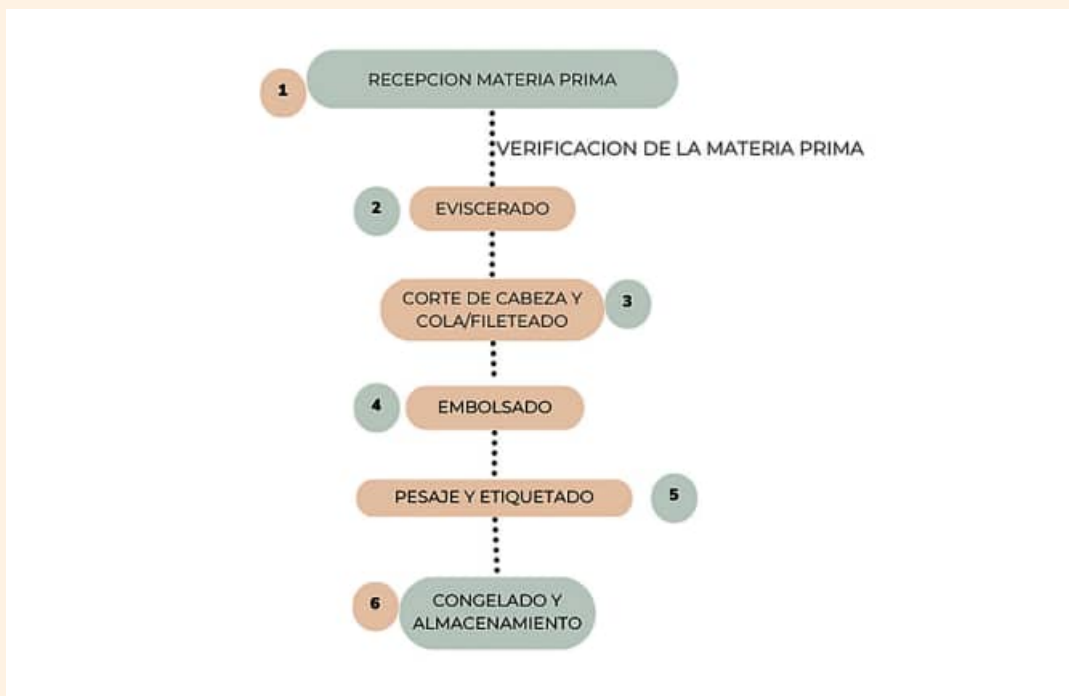 1
RECEPCION MATERIA PRIMA
VERIFICACION DE LA MATERIA PRIMA
2
EVISCERADO
CORTE DE CABEZA Y
COLA/FILETEADO
3
4
EMBOLSADO
PESAJE Y ETIQUETADO
5
6
CONGELADO Y
ALMACENAMIENTO